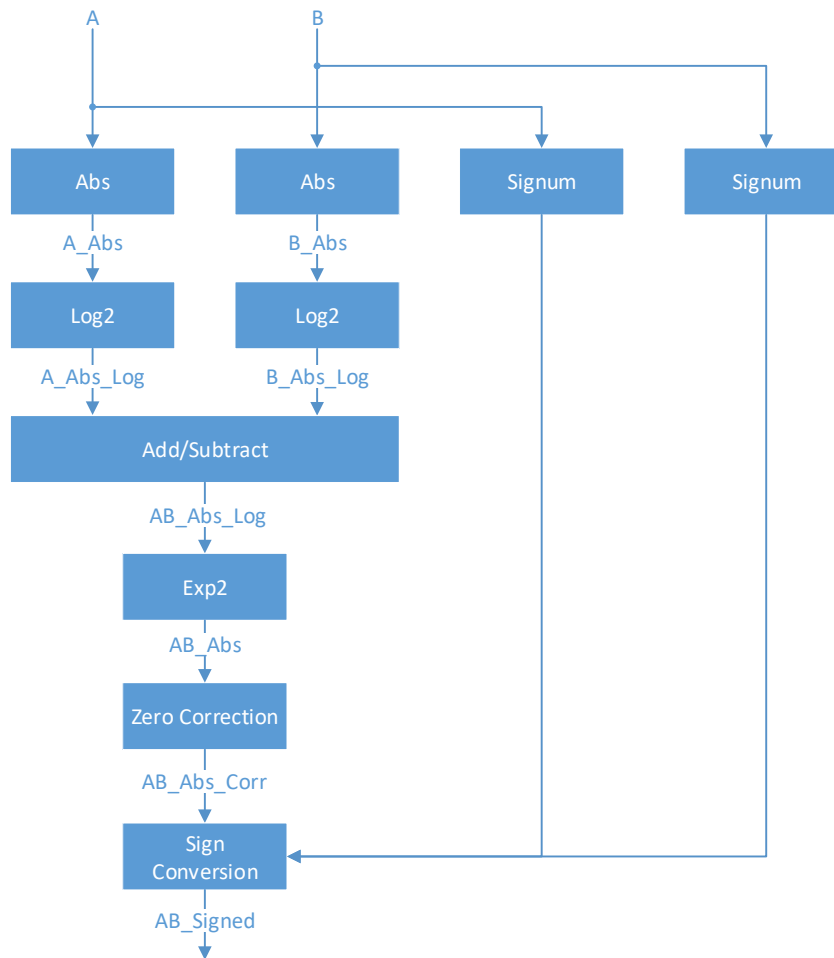 A
B
Abs
Abs
Signum
Signum
A_Abs
B_Abs
Log2
Log2
A_Abs_Log
B_Abs_Log
Add/Subtract
AB_Abs_Log
Exp2
AB_Abs
Zero Correction
AB_Abs_Corr
Sign
Conversion
AB_Signed